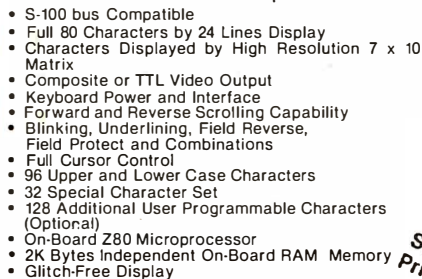 • S-100 bus Compatible
• Full 80 Characters by 24 Lines Display
• Characters Displayed by High Resolution 7 x 10
Matrix
• Composite or TTL Video Output
• Keyboard Power and Interface
• Forward and Reverse Scrolling Capability
• Blinking, Underlining, Field Reverse,
Field Protect and Combinations
• Full Cursor Control
• 96 Upper and Lower Case Characters
• 32 Special Character Set
• 128 Additional User Programmable Characters
(Optional)
• On-Board Z80 Microprocessor
• 2K Bytes Independent On-Board RAM Memory
• Glitch-Free Display